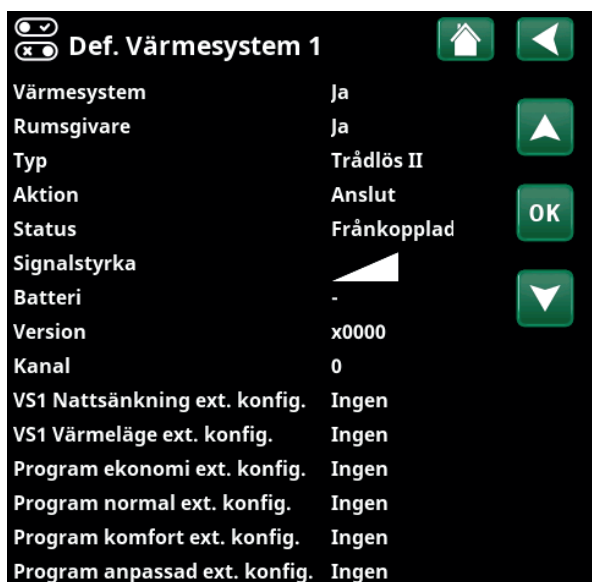 Def. Värmesystem 1
Värmesystem Ja
Rumsgivare Ja
Typ Trådlös II
Aktion Anslut
Status Frånkopplad
OK
Signalstyrka
Batteri -
Version x0000
Kanal 0
VS1 Nattsänkning ext. konfig. Ingen
VS1 Värmeläge ext. konfig. Ingen
Program ekonomi ext. konfig. Ingen
Program normal ext. konfig. Ingen
Program komfort ext. konfig. Ingen
Program anpassad ext. konfig. Ingen